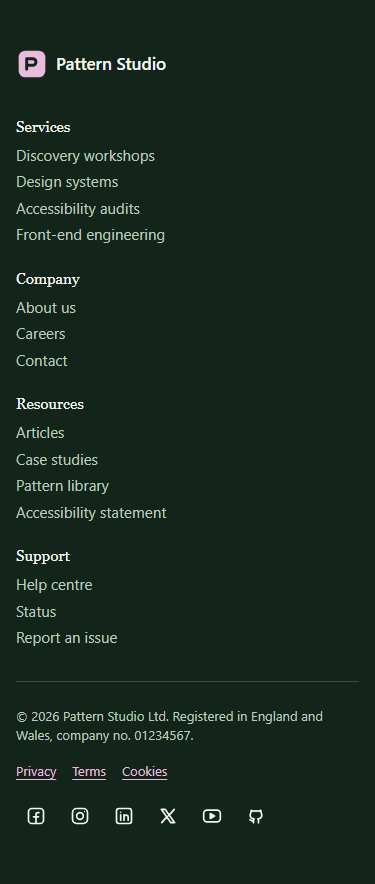 P Pattern Studio
Services
Discovery workshops
Design systems
Accessibility audits
Front-end engineering
Company
About us
Careers
Contact
Resources
Articles
Case studies
Pattern library
Accessibility statement
Support
Help centre
Status
Report an issue
© 2026 Pattern Studio Ltd. Registered in England and
Wales, company no. 01234567.
Privacy Terms Cookies